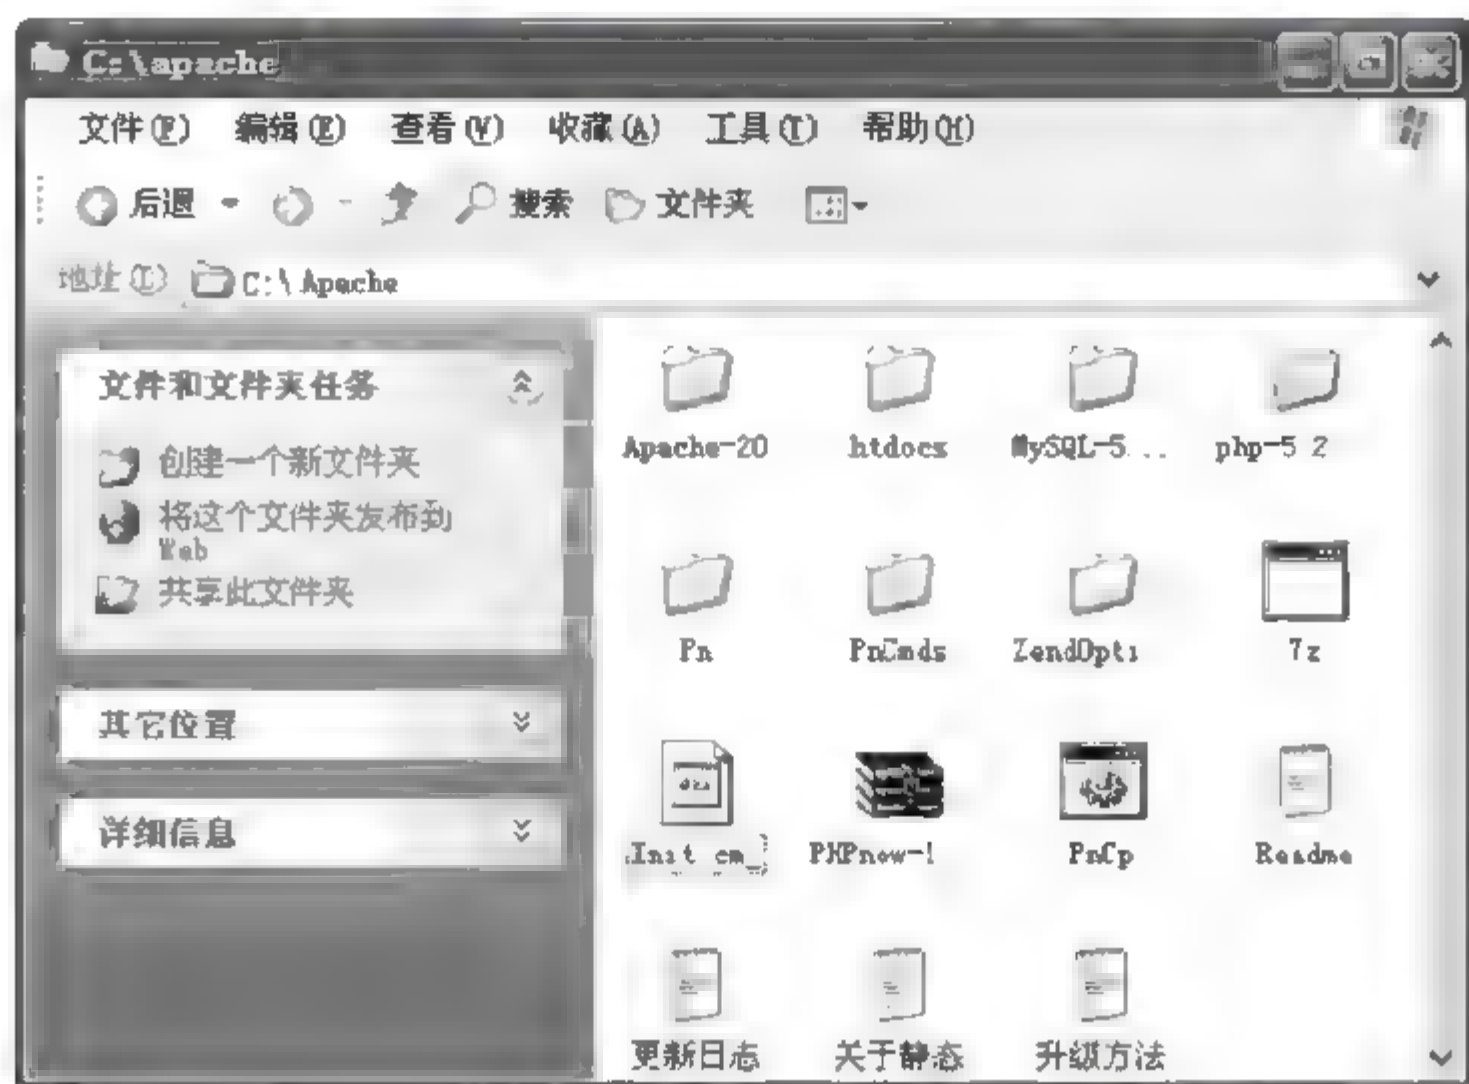 C:\apache
文件(F) 编辑(E) 查看(V) 收藏(A) 工具(T) 帮助(H)
后退 搜索 文件夹
地址(D) C:\Apache
文件和文件夹任务
创建一个新文件夹
将这个文件夹发布到
Web
共享此文件夹
其它位置
详细信息
Apache-20 htdocs MySQL-5... php-5 2
Pn PnCmds ZendOpti 7z
Init cm_ PHPnow-1 PnCp Readme
更新日志 关于静态 升级方法